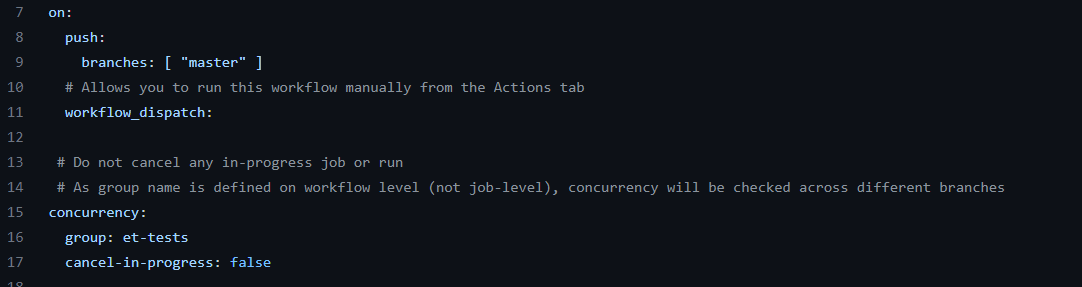 7 on:
8 push:
9 branches: [ "master" ]
10 # Allows you to run this workflow manually from the Actions tab
11 workflow_dispatch:
12
13 # Do not cancel any in-progress job or run
14 # As group name is defined on workflow level (not job-level), concurrency will be checked across different branches
15 concurrency:
16 group: et-tests
17 cancel-in-progress: false
18